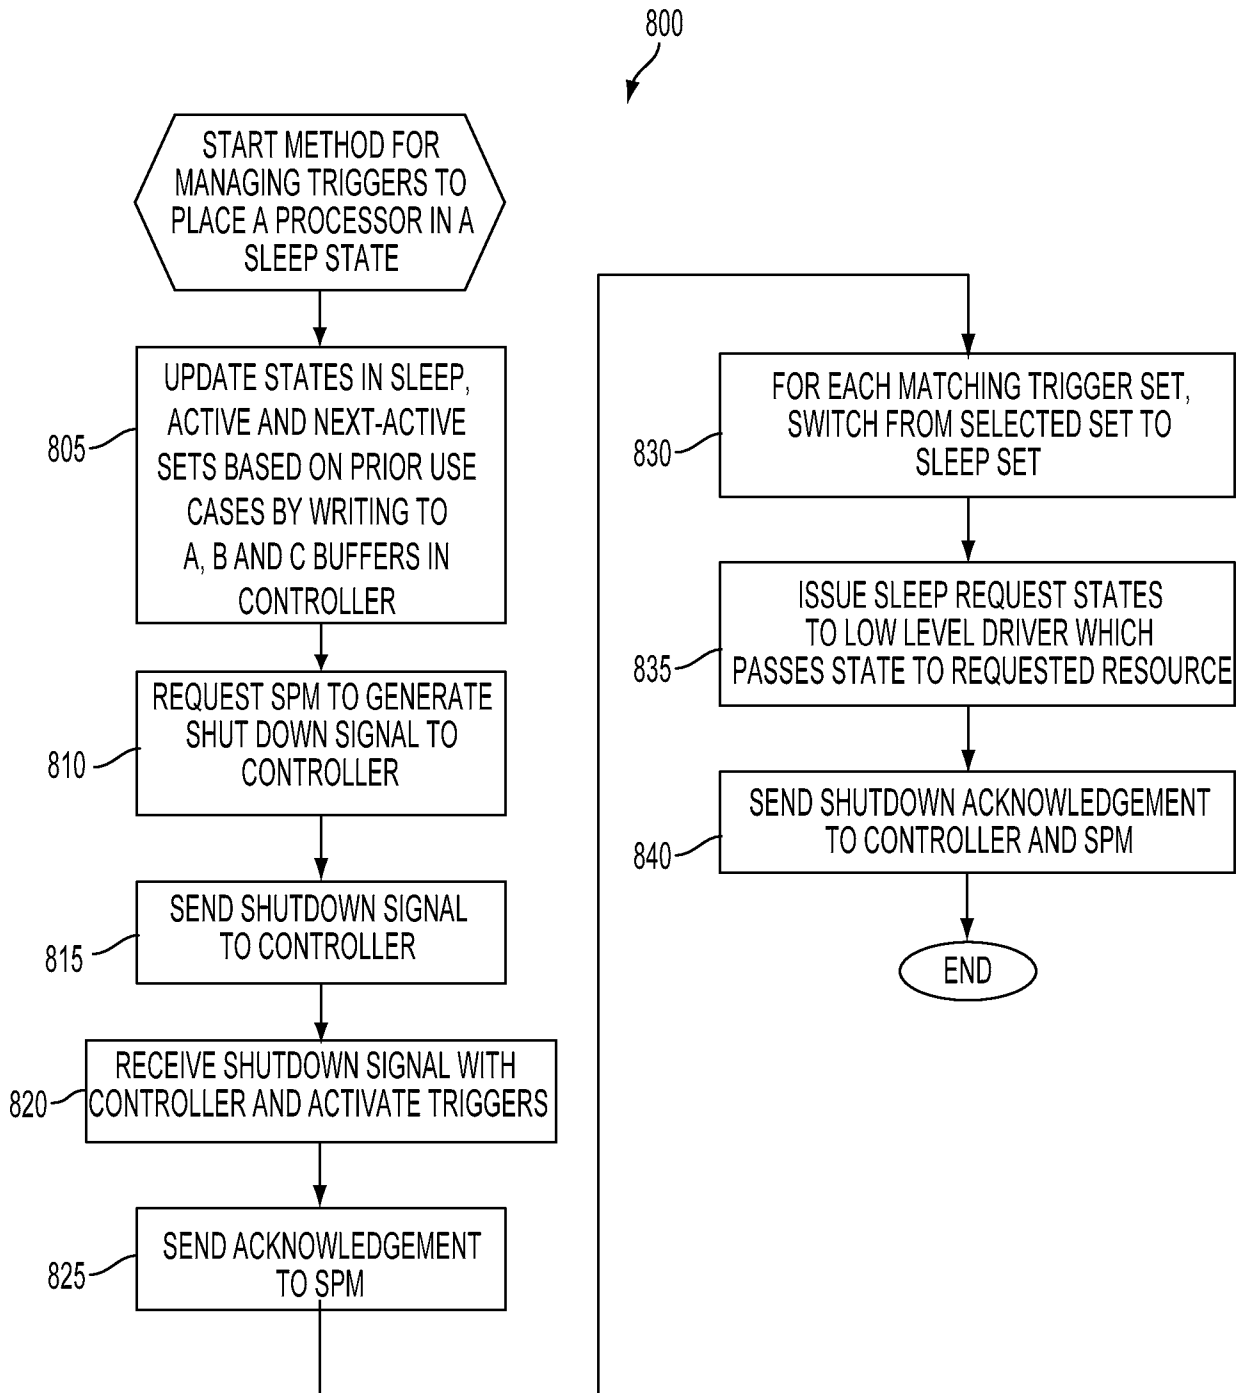 800
START METHOD FOR
MANAGING TRIGGERS TO
PLACE A PROCESSOR IN A
SLEEP STATE
805
UPDATE STATES IN SLEEP,
ACTIVE AND NEXT-ACTIVE
SETS BASED ON PRIOR USE
CASES BY WRITING TO
A, B AND C BUFFERS IN
CONTROLLER
810
REQUEST SPM TO GENERATE
SHUT DOWN SIGNAL TO
CONTROLLER
815
SEND SHUTDOWN SIGNAL
TO CONTROLLER
820
RECEIVE SHUTDOWN SIGNAL WITH
CONTROLLER AND ACTIVATE TRIGGERS
825
SEND ACKNOWLEDGEMENT
TO SPM
830
FOR EACH MATCHING TRIGGER SET,
SWITCH FROM SELECTED SET TO
SLEEP SET
835
ISSUE SLEEP REQUEST STATES
TO LOW LEVEL DRIVER WHICH
PASSES STATE TO REQUESTED RESOURCE
840
SEND SHUTDOWN ACKNOWLEDGEMENT
TO CONTROLLER AND SPM
END